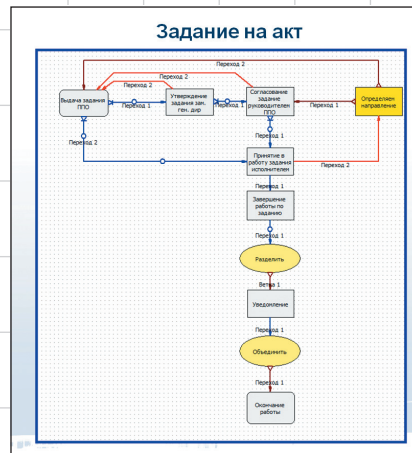 Задание на акт
Переход 2
Переход 2
Переход 2
Выдача задания
ППО
Переход 1
Утверждение
задания зам.
ген. дир
Переход 1
Согласование
задание
руководителен
ППО
Переход 1
Определен
направление
Переход 1
Переход 2
Принятие в
работу задания
исполнителен
Переход 2
Переход 1
Завершение
работы по
заданию
Переход 1
Разделить
Ветка 1
Уведомление
Переход 1
Объединить
Переход 1
Окончание
работы